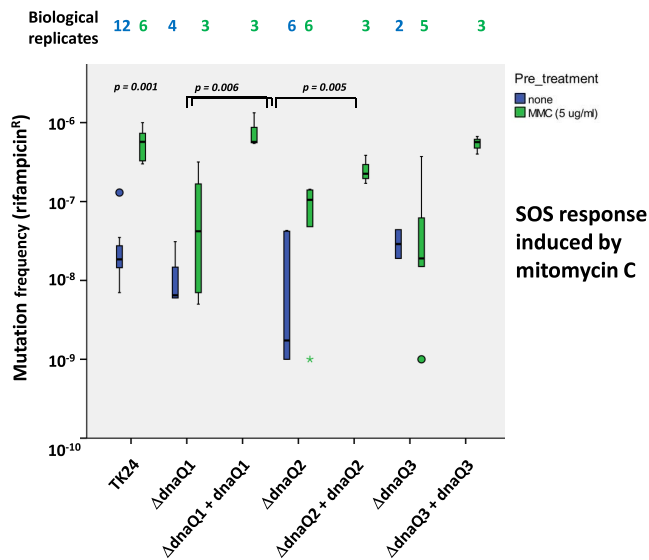 Biological
replicates
12 6 4 3 3 6 6 3 2 5 3
p = 0.001
p = 0.006
p = 0.005
Pre_treatment
none
MMC (5 ug/ml)
Mutation frequency (rifampicinᴿ)
10⁻⁶
10⁻⁷
10⁻⁸
10⁻⁹
10⁻¹⁰
*
SOS response
induced by
mitomycin C
TK24
ΔdnaQ1
ΔdnaQ1 + dnaQ1
ΔdnaQ2
ΔdnaQ2 + dnaQ2
ΔdnaQ3
ΔdnaQ3 + dnaQ3